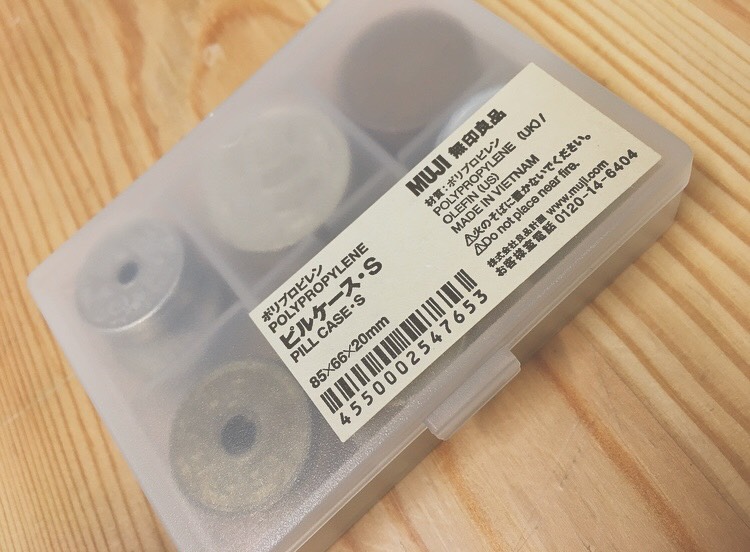 MUJI 無印良品
材質：ポリプロピレン
POLYPROPYLENE (UK) /
OLEFIN (US)
MADE IN VIETNAM
⚠火のそばに置かないでください。
⚠Do not place near fire.
株式会社良品計画 www.muji.com
お客様室電話 0120-14-6404
ポリプロピレン
POLYPROPYLENE
ピルケース・S
PILL CASE・S
85×66×20mm
4550002547653